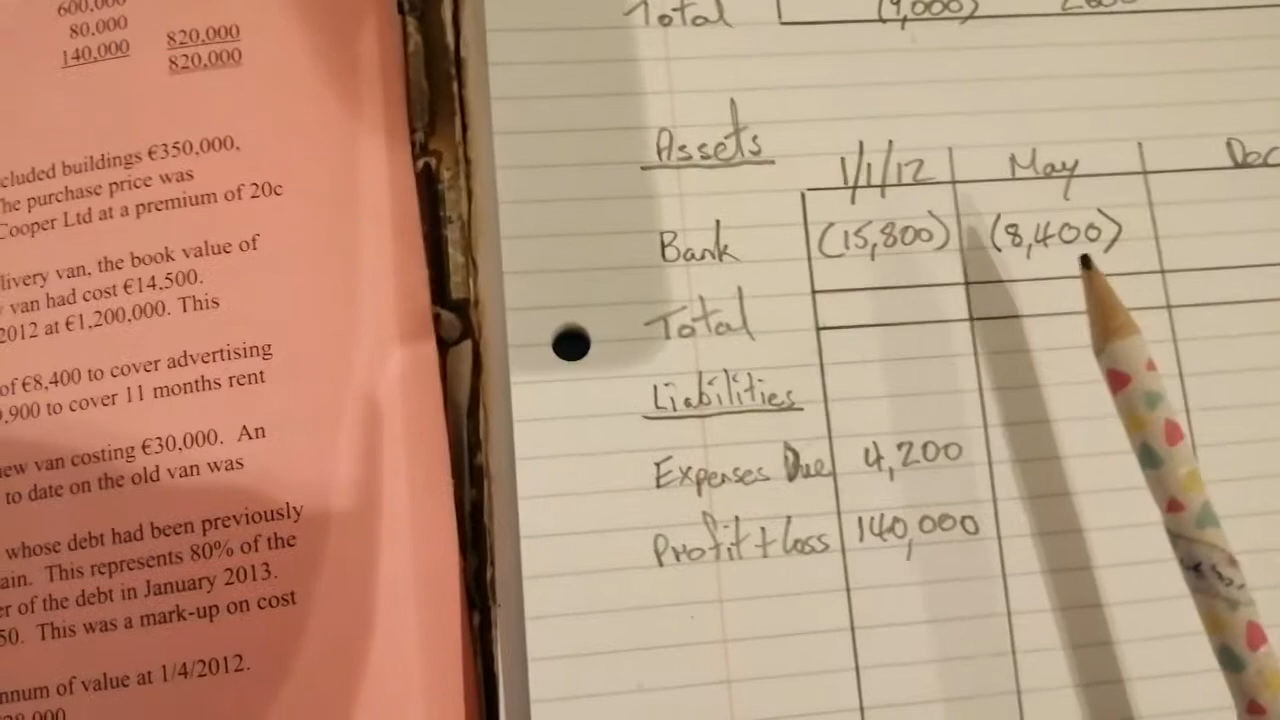 600,000
80,000
140,000 820,000
820,000
cluded buildings €350,000,
he purchase price was
Cooper Ltd at a premium of 20c
livery van, the book value of
van had cost €14,500.
2012 at €1,200,000. This
of €8,400 to cover advertising
,900 to cover 11 months rent
ew van costing €30,000. An
to date on the old van was
whose debt had been previously
ain. This represents 80% of the
er of the debt in January 2013.
50. This was a mark-up on cost
nnum of value at 1/4/2012.
Total (9,000)
Assets
1/1/12 May Dec
Bank (15,800) (8,400)
Total
Liabilities
Expenses Due 4,200
Profit + loss 140,000